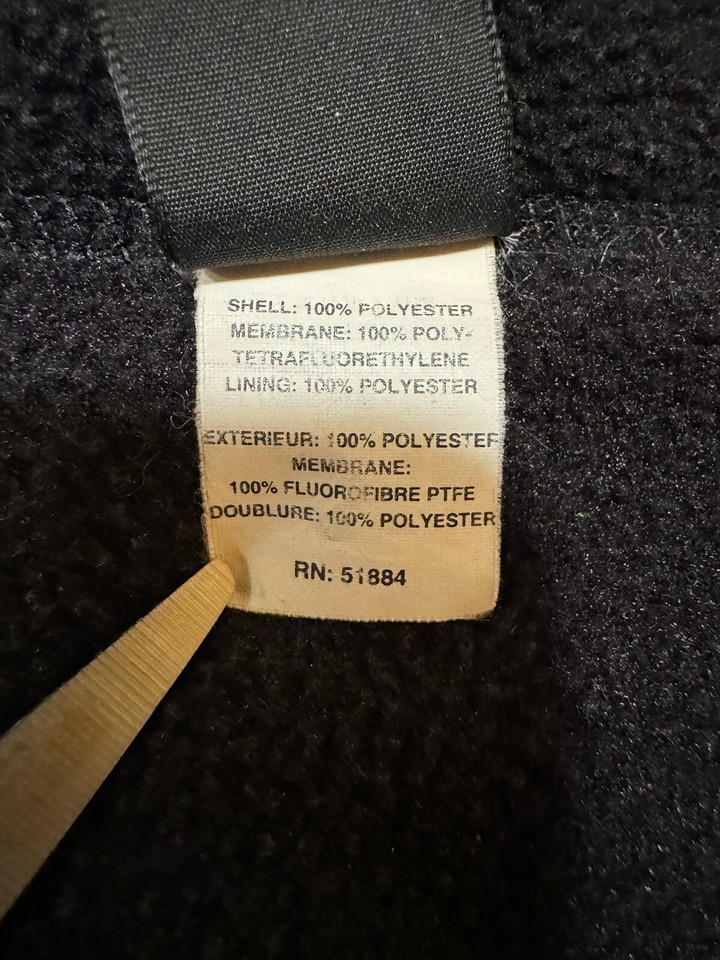 SHELL: 100% POLYESTER
MEMBRANE: 100% POLY-
TETRAFLUORETHYLENE
LINING: 100% POLYESTER
EXTERIEUR: 100% POLYESTER
MEMBRANE:
100% FLUOROFIBRE PTFE
DOUBLURE: 100% POLYESTER
RN: 51884